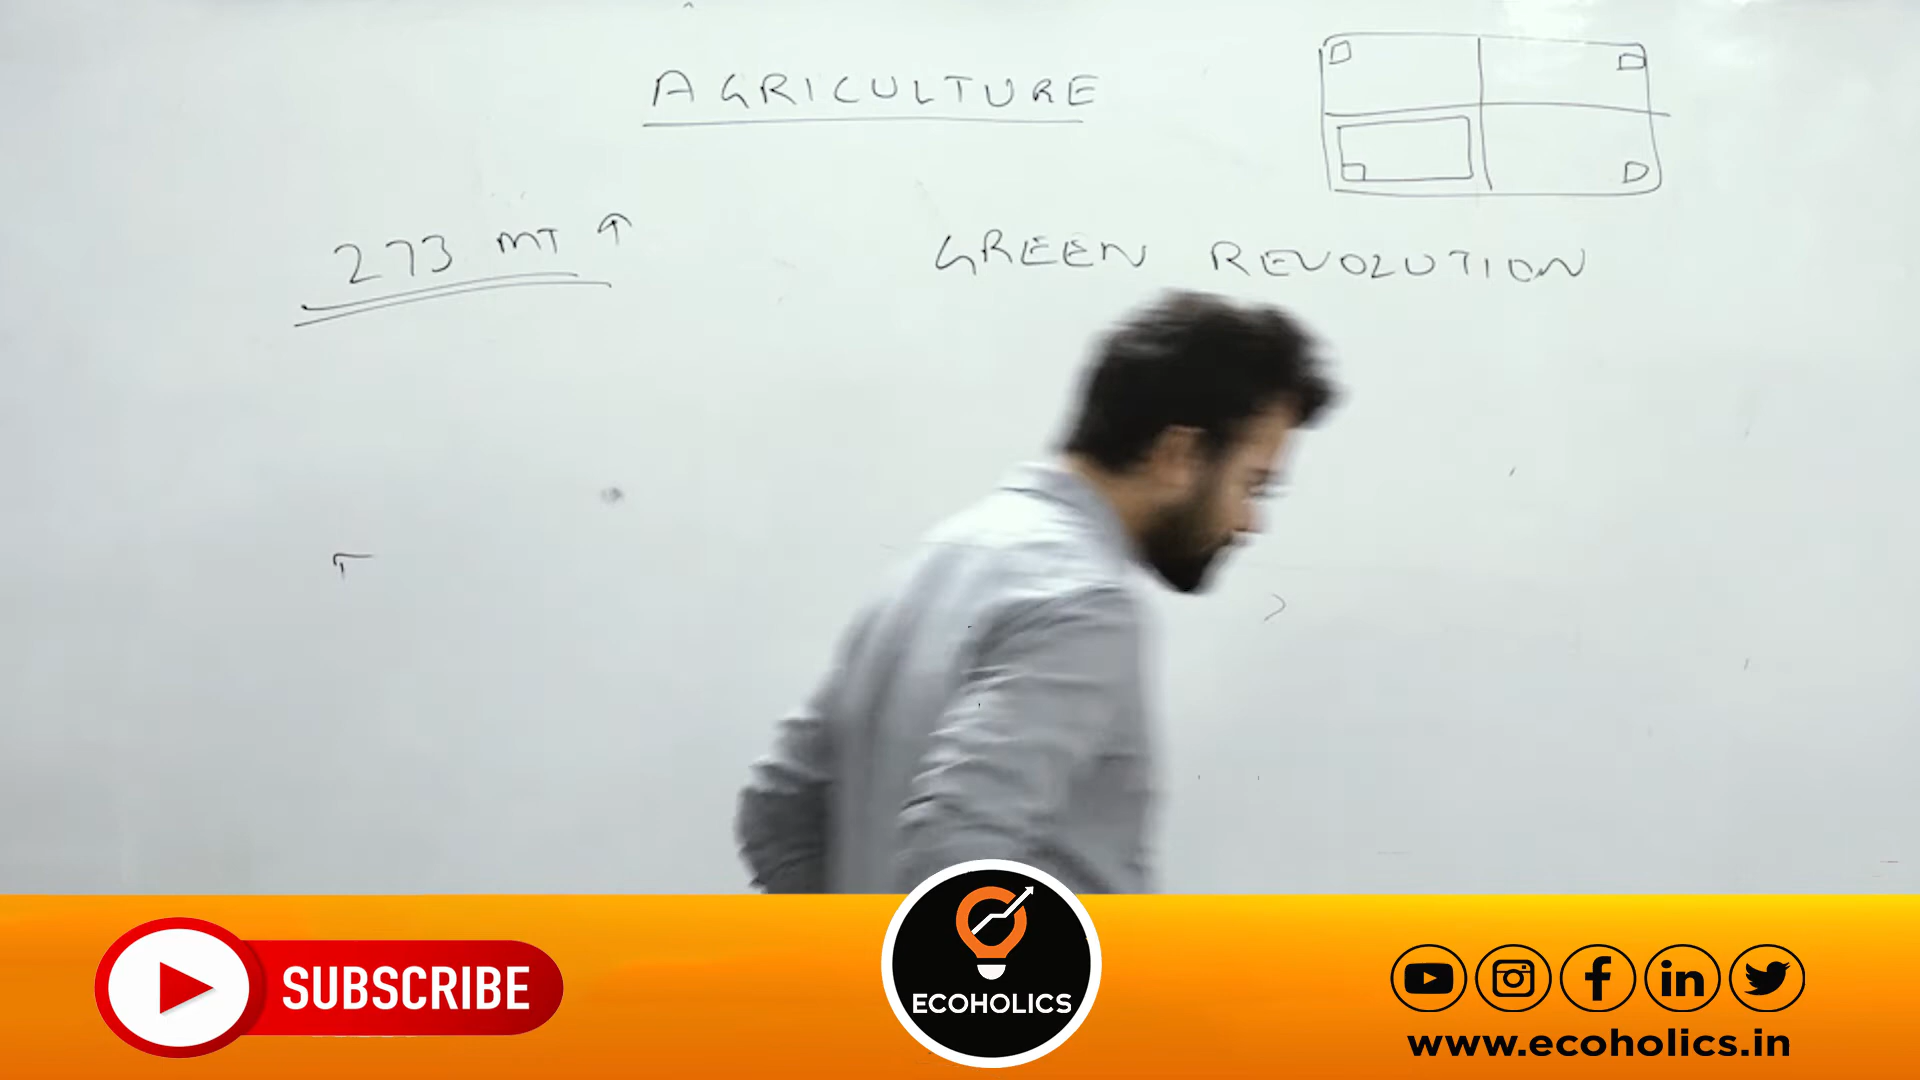 AGRICULTURE
273 MT ↑
GREEN REVOLUTION
SUBSCRIBE
ECOHOLICS
www.ecoholics.in